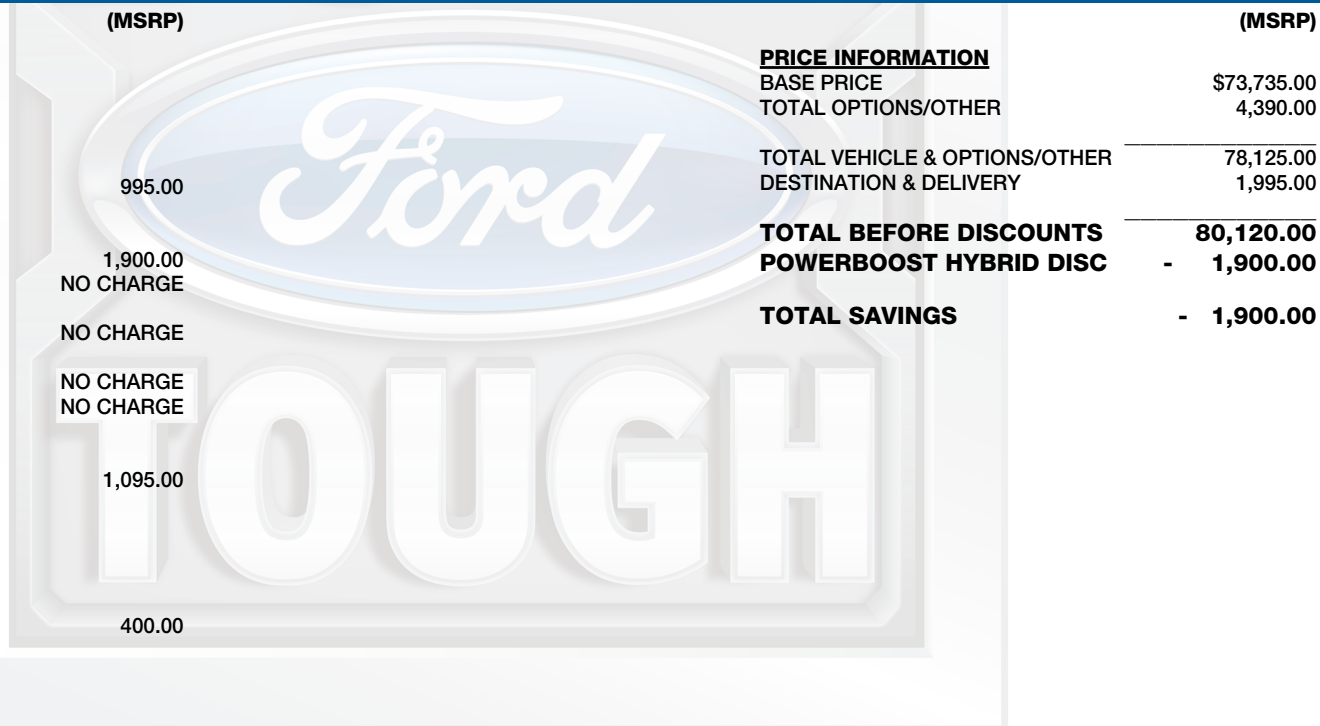 (MSRP)
995.00
1,900.00
NO CHARGE
NO CHARGE
NO CHARGE
NO CHARGE
1,095.00
400.00
(MSRP)
PRICE INFORMATION
BASE PRICE $73,735.00
TOTAL OPTIONS/OTHER 4,390.00
TOTAL VEHICLE & OPTIONS/OTHER 78,125.00
DESTINATION & DELIVERY 1,995.00
TOTAL BEFORE DISCOUNTS 80,120.00
POWERBOOST HYBRID DISC - 1,900.00
TOTAL SAVINGS - 1,900.00
Ford
TOUGH